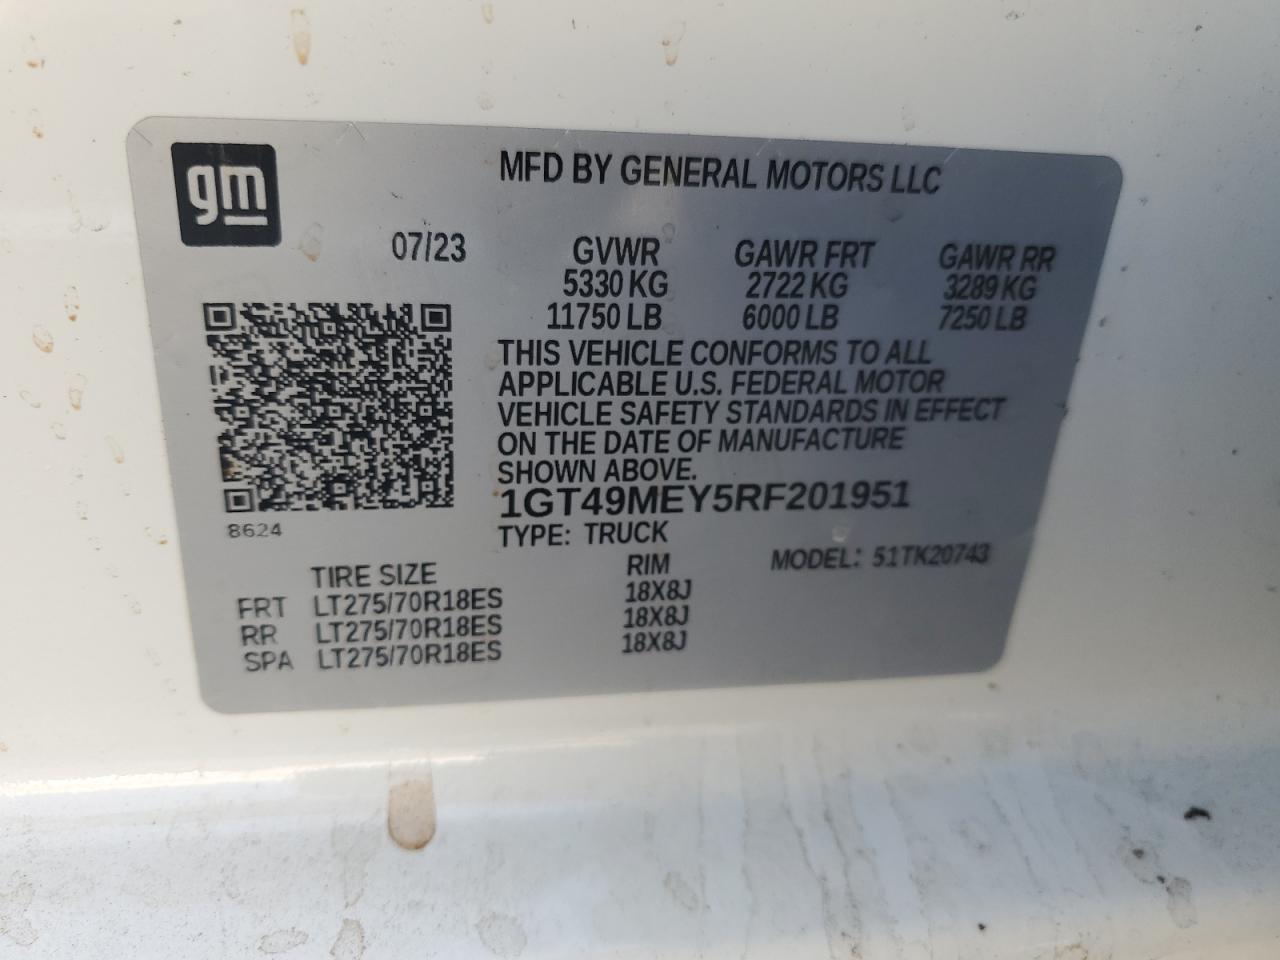 gm
MFD BY GENERAL MOTORS LLC
07/23 GVWR GAWR FRT GAWR RR
5330 KG 2722 KG 3289 KG
11750 LB 6000 LB 7250 LB
THIS VEHICLE CONFORMS TO ALL
APPLICABLE U.S. FEDERAL MOTOR
VEHICLE SAFETY STANDARDS IN EFFECT
ON THE DATE OF MANUFACTURE
SHOWN ABOVE.
1GT49MEY5RF201951
8624
TYPE: TRUCK MODEL: 51TK20743
TIRE SIZE RIM
FRT LT275/70R18ES 18X8J
RR LT275/70R18ES 18X8J
SPA LT275/70R18ES 18X8J